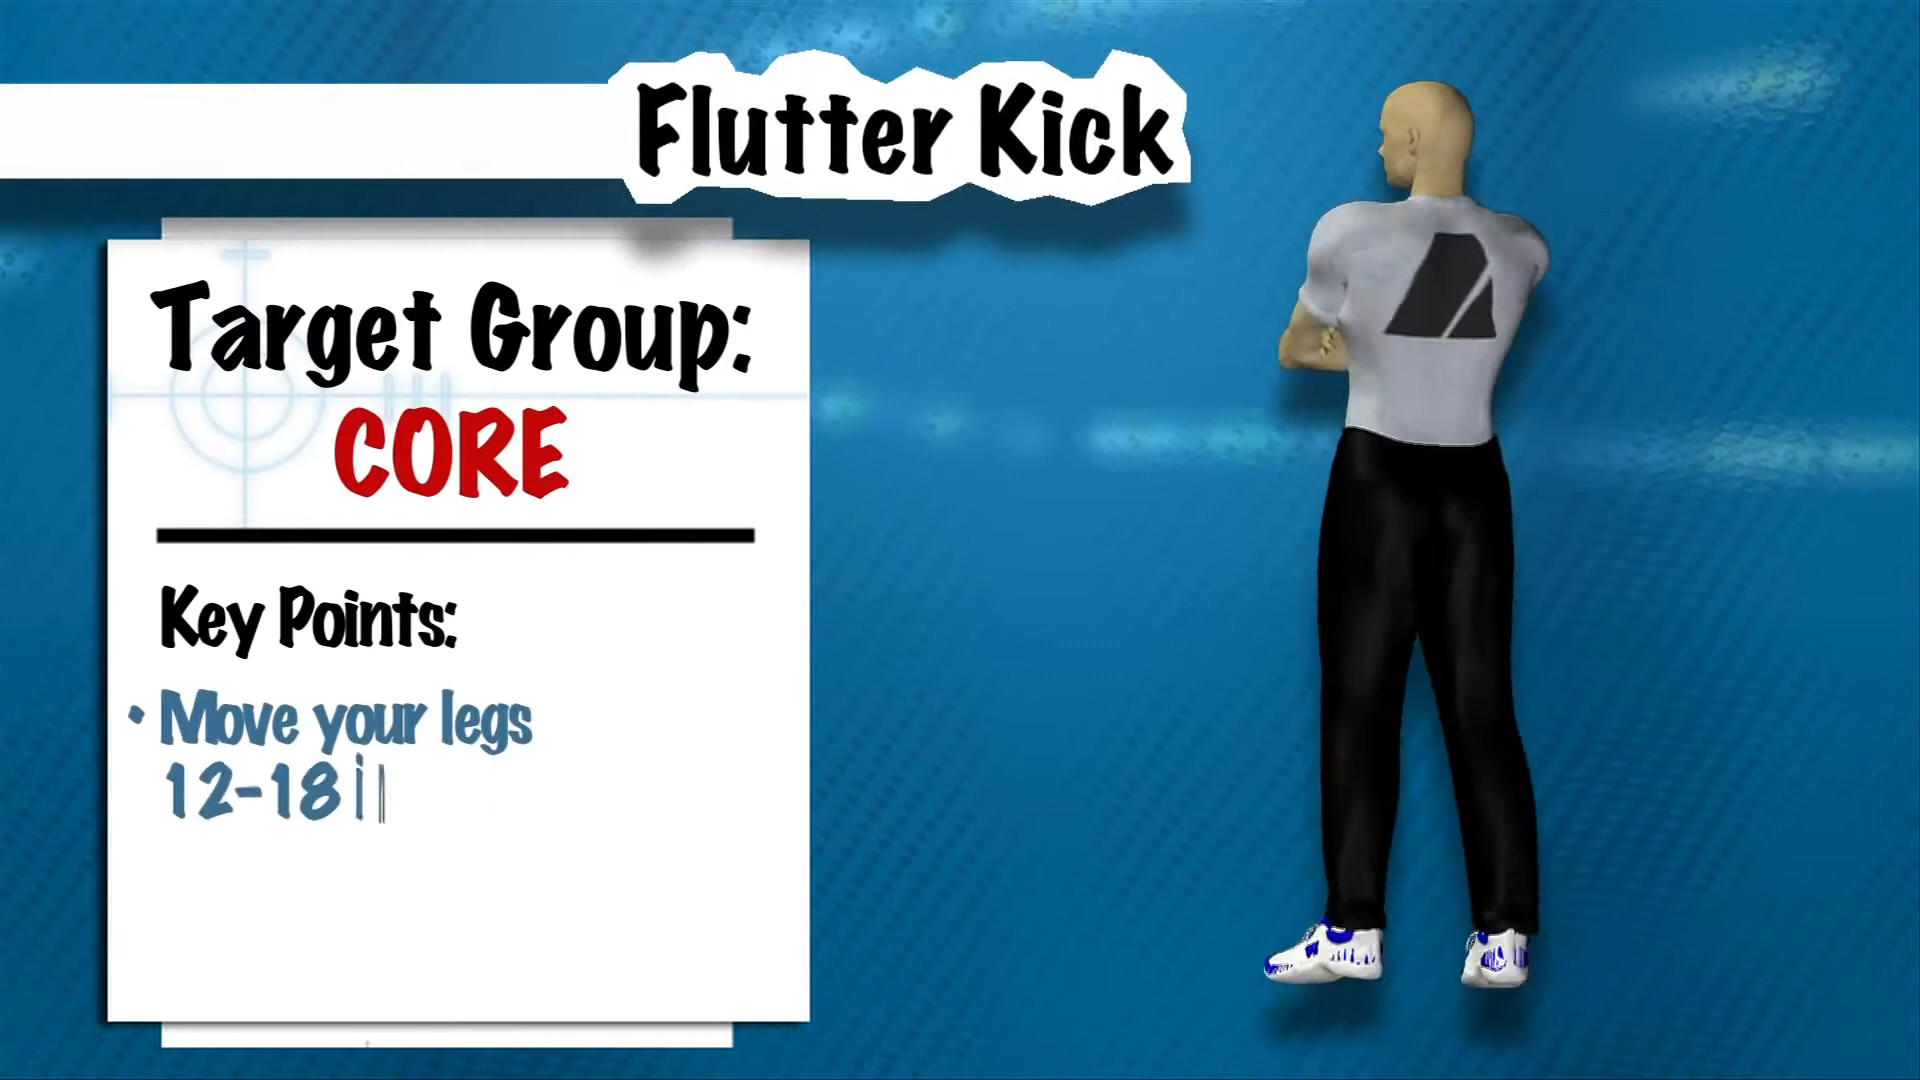 Flutter Kick
Target Group:
CORE
Key Points:
• Move your legs
12-18 i